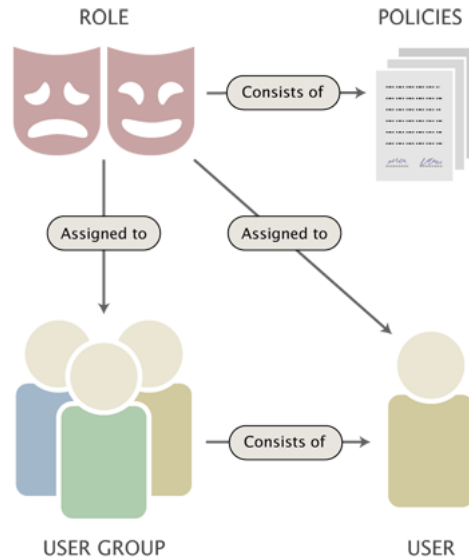 ROLE
POLICIES
Consists of
Assigned to
Assigned to
Consists of
USER GROUP
USER